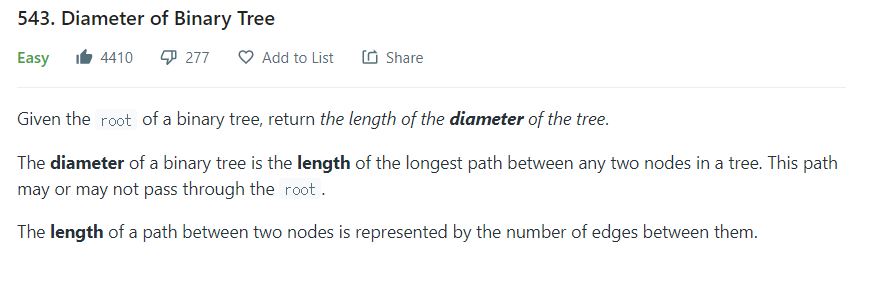 543. Diameter of Binary Tree
Easy 4410 277 Add to List Share
Given the root of a binary tree, return the length of the diameter of the tree.
The diameter of a binary tree is the length of the longest path between any two nodes in a tree. This path
may or may not pass through the root .
The length of a path between two nodes is represented by the number of edges between them.